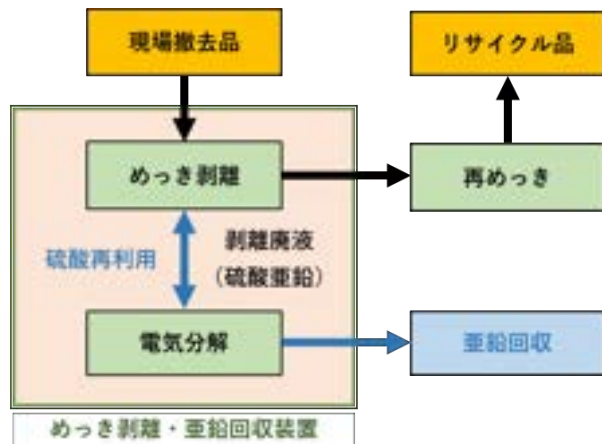 現場撤去品
リサイクル品
めっき剥離
再めっき
硫酸再利用
剥離廃液
（硫酸亜鉛）
電気分解
亜鉛回収
めっき剥離・亜鉛回収装置